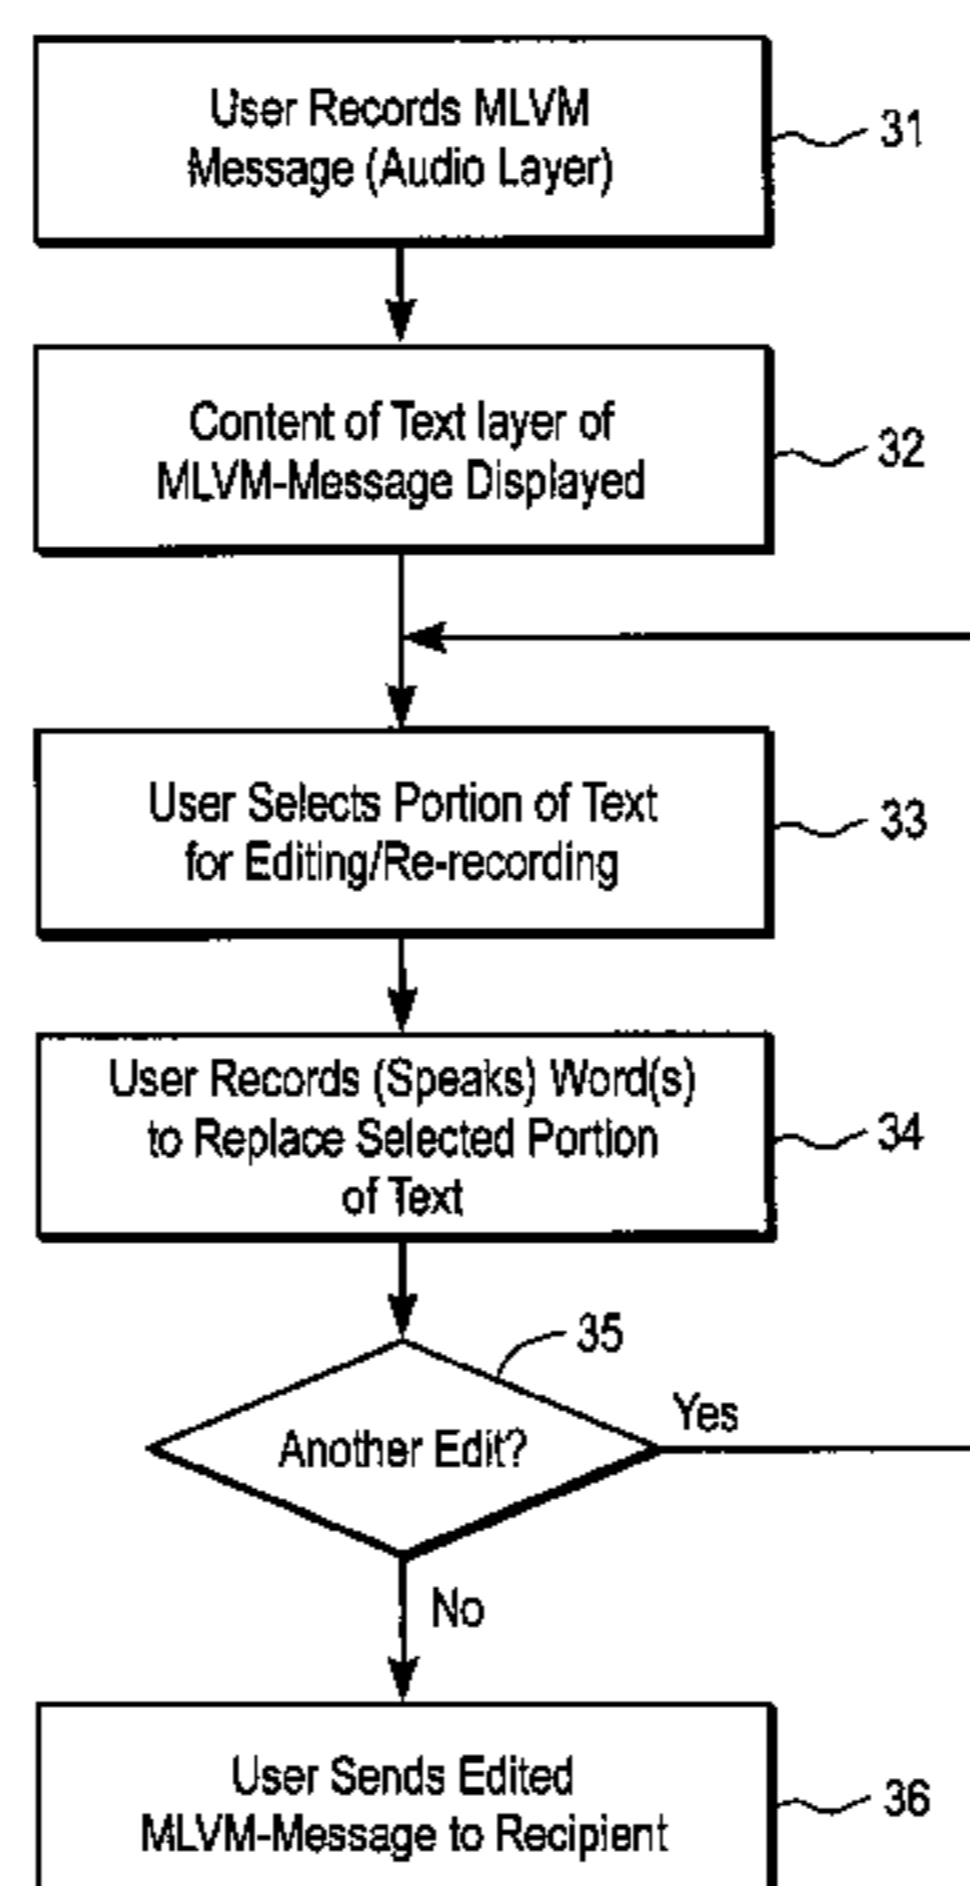 User Records MLVM
Message (Audio Layer)
31
Content of Text layer of
MLVM-Message Displayed
32
User Selects Portion of Text
for Editing/Re-recording
33
User Records (Speaks) Word(s)
to Replace Selected Portion
of Text
34
35
Another Edit?
Yes
No
User Sends Edited
MLVM-Message to Recipient
36